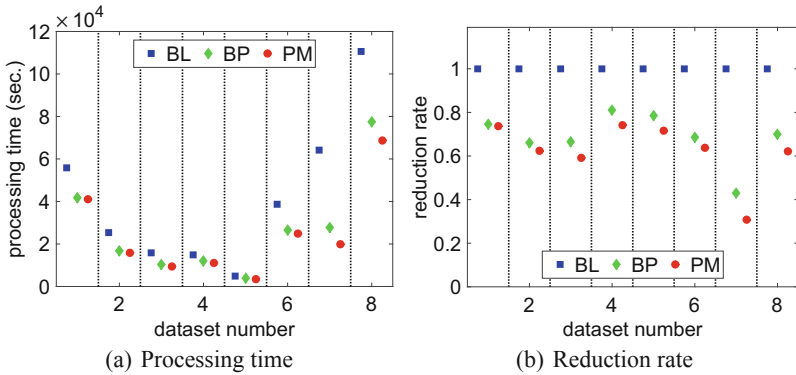 × 10⁴
12
10
8
6
4
2
0
processing time (sec.)
BL BP PM
2 4 6 8
dataset number
(a) Processing time
1
0.8
0.6
0.4
0.2
0
reduction rate
BL BP PM
2 4 6 8
dataset number
(b) Reduction rate